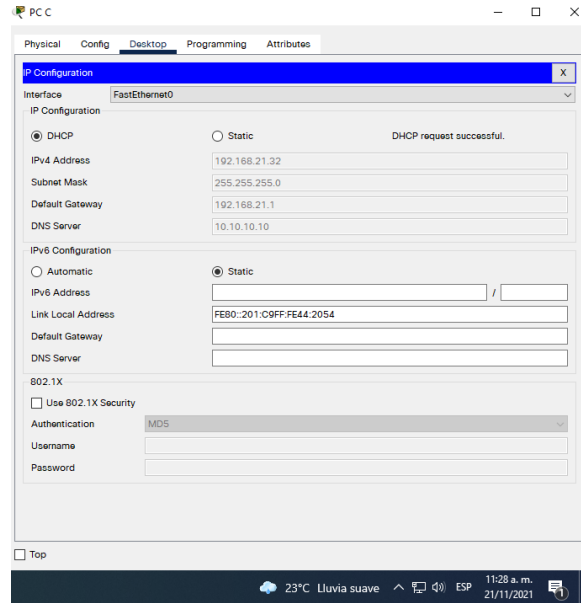 PC C
Physical Config Desktop Programming Attributes
IP Configuration X
Interface FastEthernet0
IP Configuration
DHCP Static DHCP request successful.
IPv4 Address 192.168.21.32
Subnet Mask 255.255.255.0
Default Gateway 192.168.21.1
DNS Server 10.10.10.10
IPv6 Configuration
Automatic Static
IPv6 Address /
Link Local Address FE80::201:C9FF:FE44:2054
Default Gateway
DNS Server
802.1X
Use 802.1X Security
Authentication MD5
Username
Password
Top
23°C Lluvia suave ESP 11:28 a. m.
21/11/2021 1